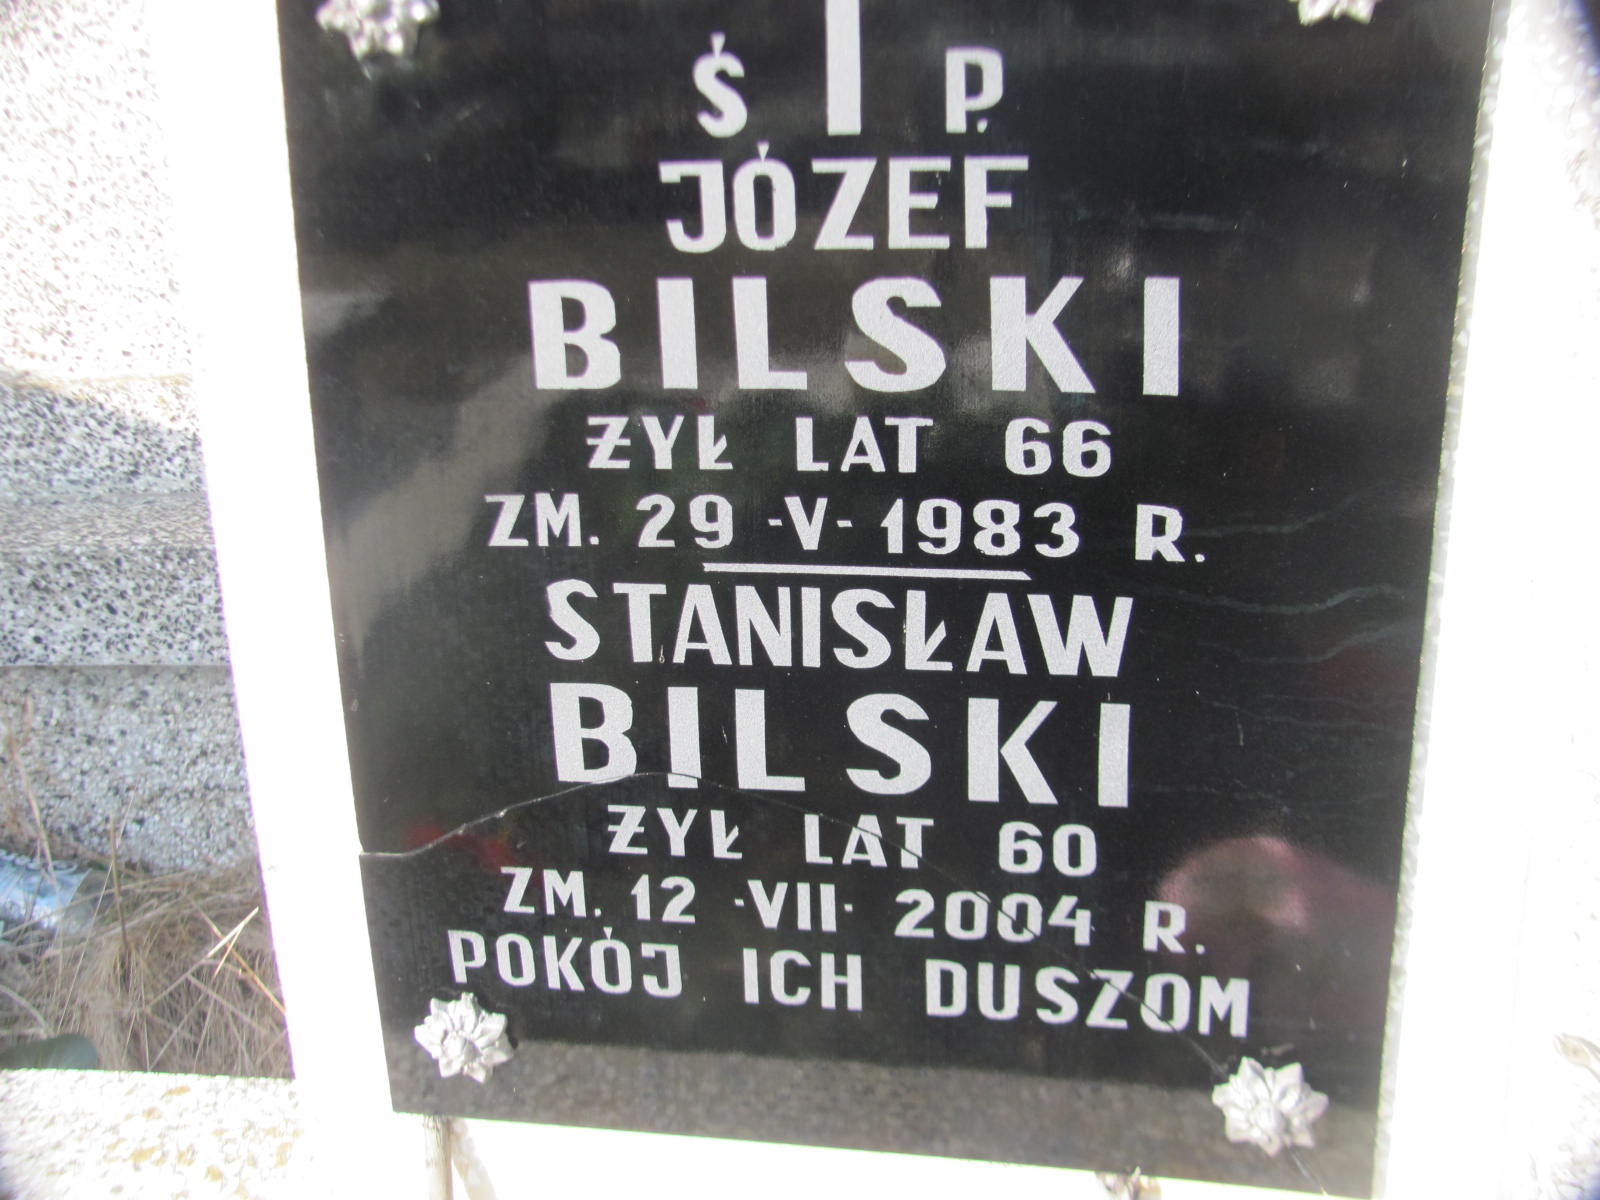 Ś P.
JÓZEF
BILSKI
ŻYŁ LAT 66
ZM. 29 -V- 1983 R.
STANISŁAW
BILSKI
ŻYŁ LAT 60
ZM. 12 -VII- 2004 R.
POKÓJ ICH DUSZOM